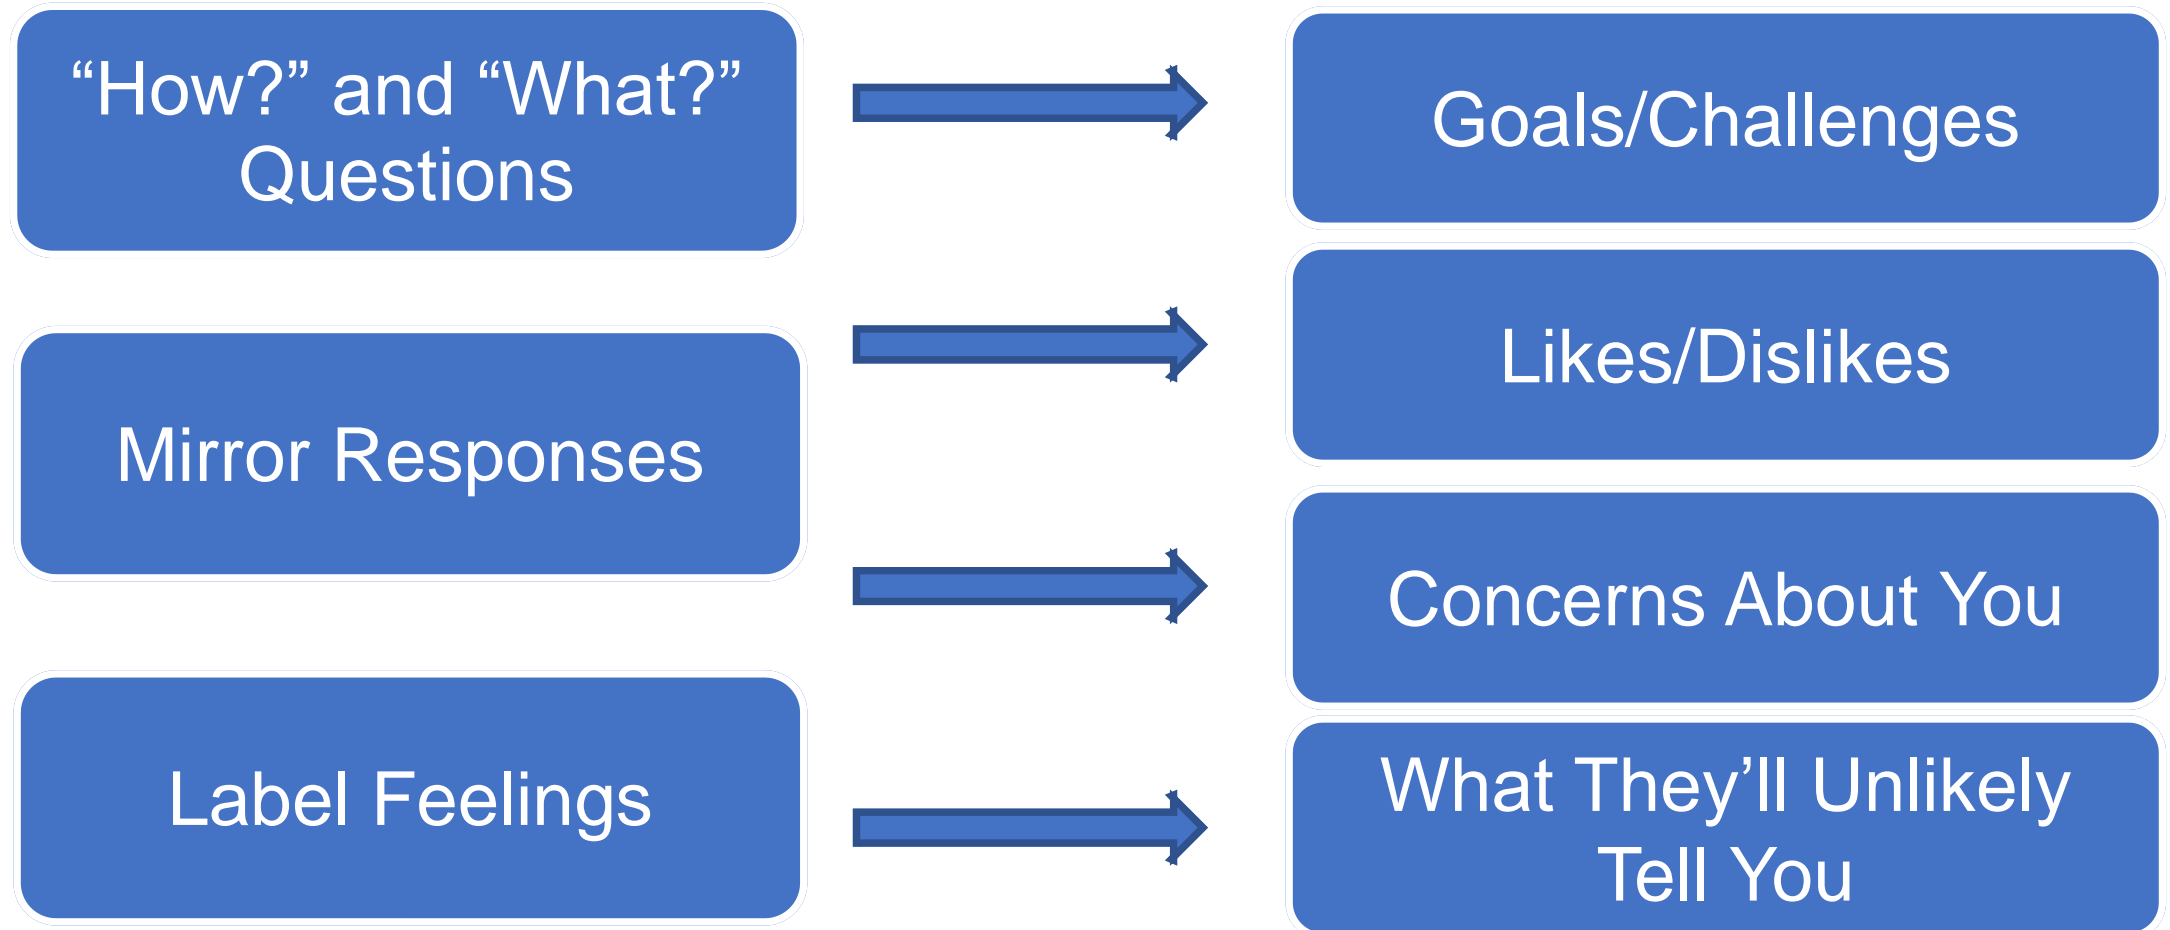 “How?” and “What?”
Questions
Mirror Responses
Label Feelings
Goals/Challenges
Likes/Dislikes
Concerns About You
What They’ll Unlikely
Tell You